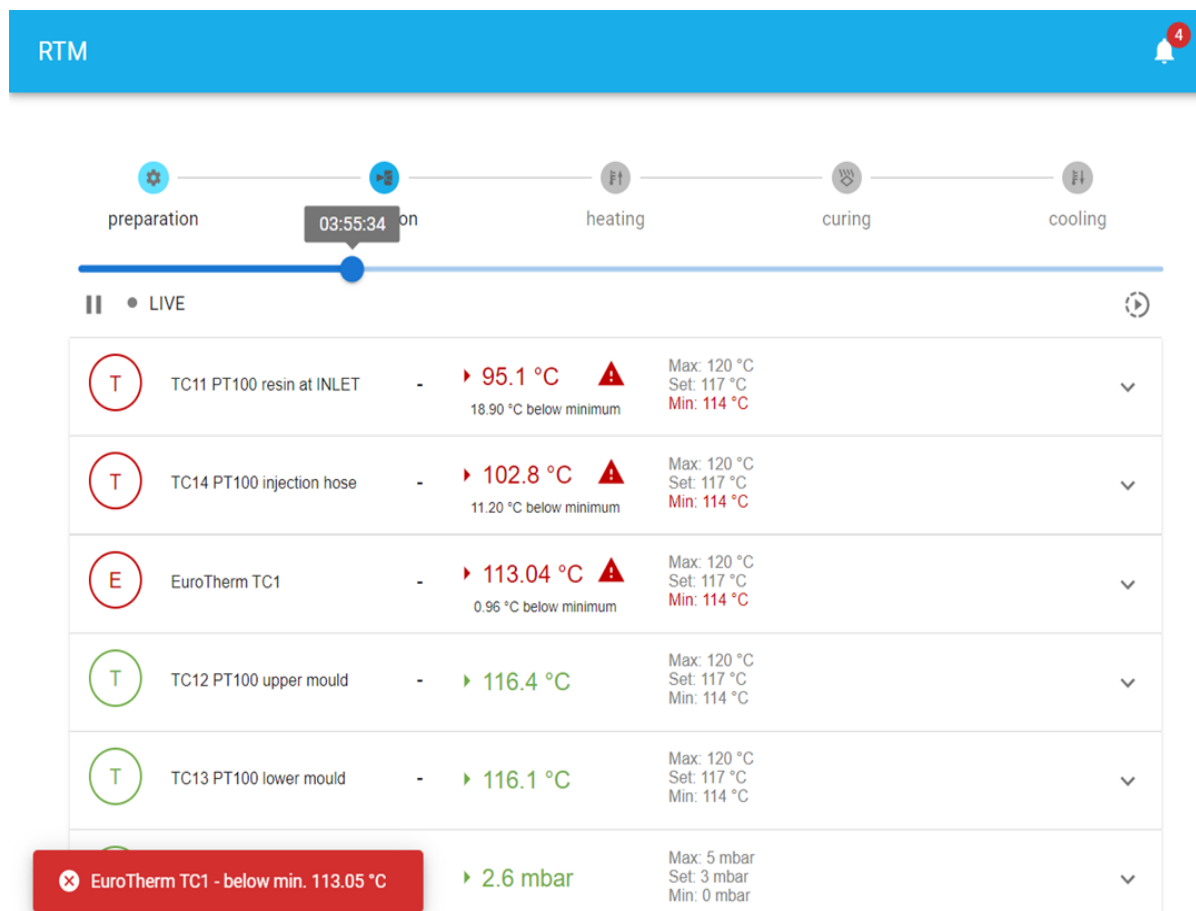 RTM
4
preparation
on
heating
curing
cooling
03:55:34
LIVE
T
TC11 PT100 resin at INLET
-
95.1 °C
18.90 °C below minimum
Max: 120 °C
Set: 117 °C
Min: 114 °C
T
TC14 PT100 injection hose
-
102.8 °C
11.20 °C below minimum
Max: 120 °C
Set: 117 °C
Min: 114 °C
E
EuroTherm TC1
-
113.04 °C
0.96 °C below minimum
Max: 120 °C
Set: 117 °C
Min: 114 °C
T
TC12 PT100 upper mould
-
116.4 °C
Max: 120 °C
Set: 117 °C
Min: 114 °C
T
TC13 PT100 lower mould
-
116.1 °C
Max: 120 °C
Set: 117 °C
Min: 114 °C
2.6 mbar
Max: 5 mbar
Set: 3 mbar
Min: 0 mbar
EuroTherm TC1 - below min. 113.05 °C